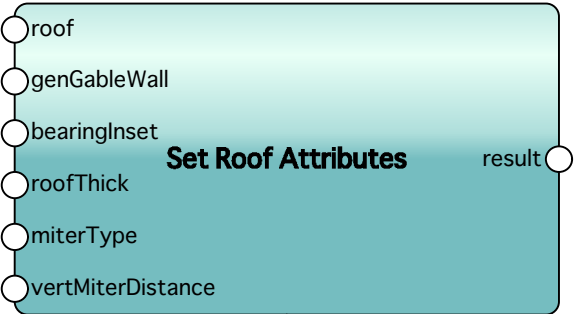 roof
genGableWall
bearingInset
Set Roof Attributes
result
roofThick
miterType
vertMiterDistance